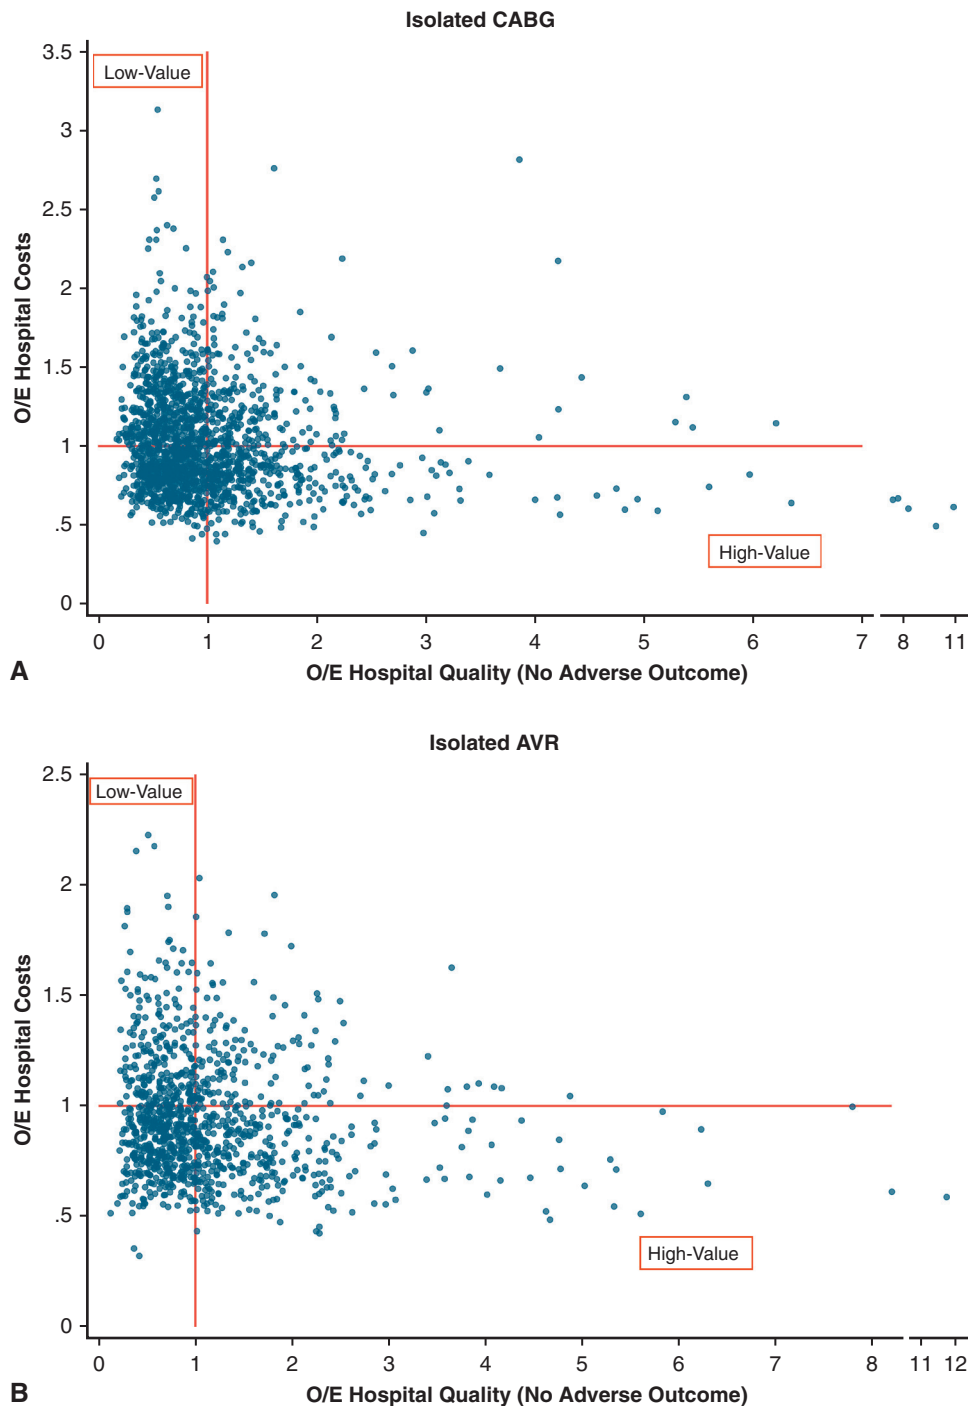 Isolated CABG
3.5
Low-Value
3
2.5
2
1.5
1
.5
0
O/E Hospital Costs
High-Value
0 1 2 3 4 5 6 7 8 11
A
O/E Hospital Quality (No Adverse Outcome)
Isolated AVR
2.5
Low-Value
2
1.5
1
.5
0
O/E Hospital Costs
High-Value
0 1 2 3 4 5 6 7 8 11 12
B
O/E Hospital Quality (No Adverse Outcome)